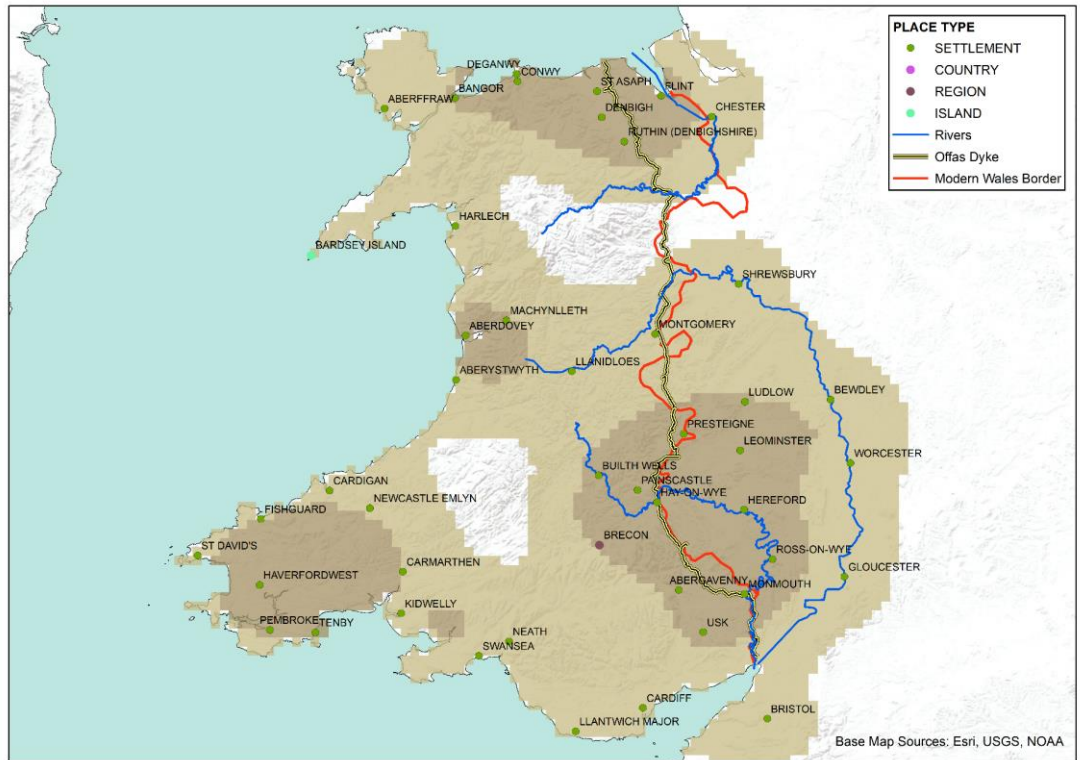 PLACE TYPE
SETTLEMENT
COUNTRY
REGION
ISLAND
Rivers
Offas Dyke
Modern Wales Border
DEGANWY
CONWY
ST ASAPH
FLINT
BANGOR
ABERFFRAW
DENBIGH
CHESTER
RUTHIN (DENBIGHSHIRE)
HARLECH
BARDSEY ISLAND
SHREWSBURY
MACHYNLLETH
ABERDOVEY
MONTGOMERY
LLANIDLOES
ABERYSTWYTH
LUDLOW
BEWDLEY
PRESTEIGNE
LEOMINSTER
WORCESTER
BUILTH WELLS
PAINSCASTLE
CARDIGAN
HAY-ON-WYE
NEWCASTLE EMLYN
HEREFORD
FISHGUARD
BRECON
ST DAVID'S
ROSS-ON-WYE
CARMARTHEN
GLOUCESTER
HAVERFORDWEST
ABERGAVENNY
MONMOUTH
KIDWELLY
PEMBROKE
TENBY
USK
NEATH
SWANSEA
CARDIFF
BRISTOL
LLANTWICH MAJOR
Base Map Sources: Esri, USGS, NOAA